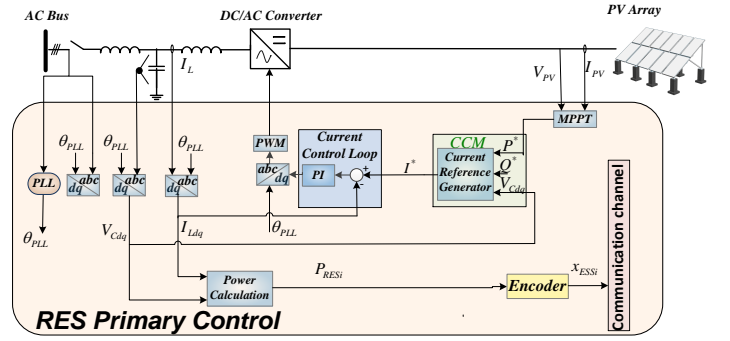 AC Bus
DC/AC Converter
PV Array
I_L
V_PV
I_PV
MPPT
θ_PLL
θ_PLL
θ_PLL
PWM
Current
Control Loop
CCM
P*
Q*
V_Cdq
Current
Reference
Generator
I*
PLL
abc
dq
abc
dq
abc
dq
abc
dq
PI
+
-
θ_PLL
V_Cdq
I_Ldq
θ_PLL
Power
Calculation
P_RESi
Encoder
x_ESSi
Communication channel
RES Primary Control